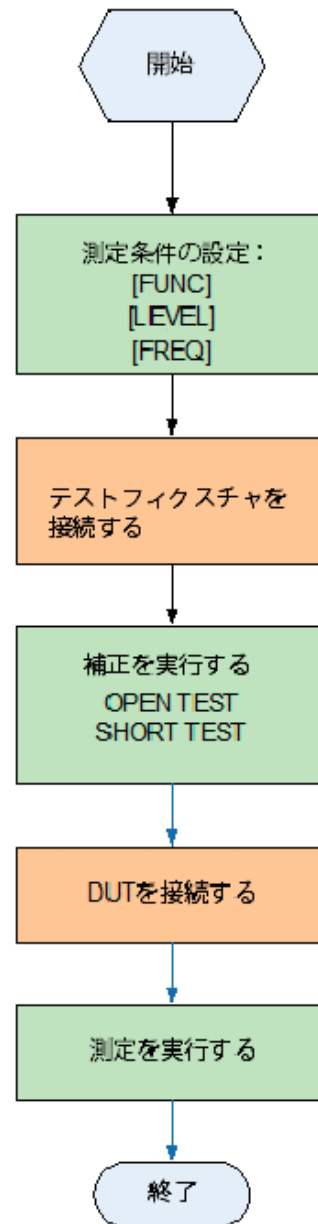 開始
測定条件の設定：
[FUNC]
[LEVEL]
[FREQ]
テストフィクスチャを
接続する
補正を実行する
OPEN TEST
SHORT TEST
DUTを接続する
測定を実行する
終了